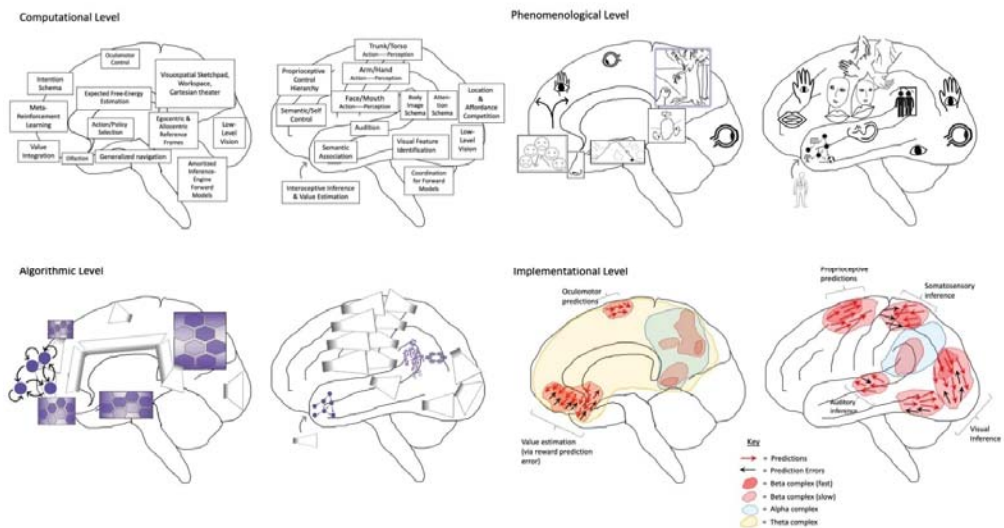 Computational Level
Oculomotor
Control
Intention
Schema
Visuospatial Sketchpad,
Workspace,
Cartesian theater
Meta-
Reinforcement
Learning
Expected Free-Energy
Estimation
Action/Policy
Selection
Egocentric &
Allocentric
Reference
Frames
Low-
Level
Vision
Value
Integration
Olfaction
Generalized navigation
Amortized
Inference-
Engine
Forward
Models
Trunk/Torso
Action-----Perception
Proprioceptive
Control
Hierarchy
Arm/Hand
Action-----Perception
Semantic/Self
Control
Face/Mouth
Action-----Perception
Body
Image
Schema
Atten-
tion
Schema
Location
& Affordance
Competition
Audition
Semantic
Association
Visual Feature
Identification
Low-
Level
Vision
Interoceptive Inference
& Value Estimation
Coordination
for Forward
Models
Phenomenological Level
Algorithmic Level
Implementational Level
Oculomotor
predictions
Value estimation
(via reward prediction
error)
Proprioceptive
predictions
Somatosensory
inference
Auditory
inference
Visual
Inference
Key
= Predictions
= Prediction Errors
= Beta complex (fast)
= Beta complex (slow)
= Alpha complex
= Theta complex